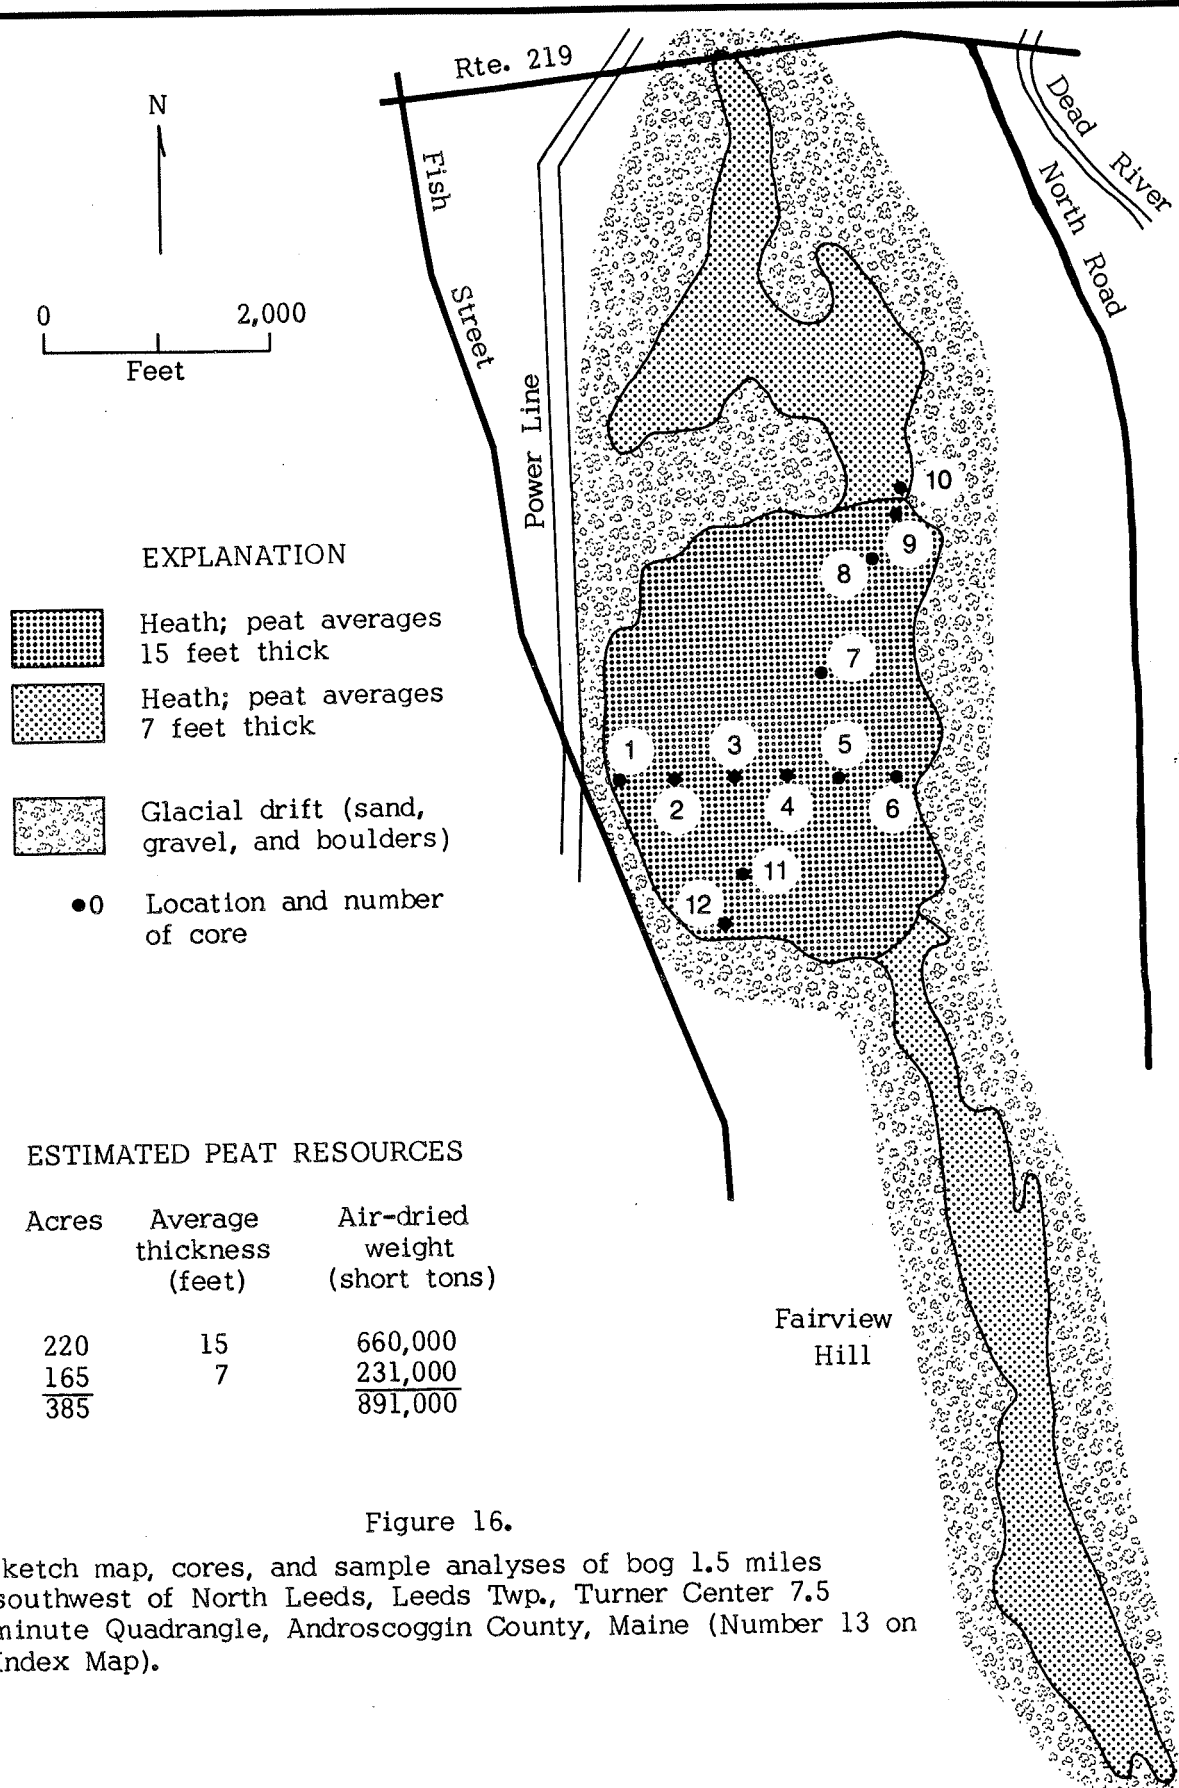 Rte. 219
N
Fish
Street
Power Line
Dead River
North Road
0 2,000
Feet
10
9
8
7
1
3
5
2
4
6
11
12
EXPLANATION
Heath; peat averages
15 feet thick
Heath; peat averages
7 feet thick
Glacial drift (sand,
gravel, and boulders)
●0 Location and number
of core
ESTIMATED PEAT RESOURCES
Acres Average Air-dried
thickness weight
(feet) (short tons)
220 15 660,000
165 7 231,000
385 891,000
Fairview
Hill
Figure 16.
ketch map, cores, and sample analyses of bog 1.5 miles
southwest of North Leeds, Leeds Twp., Turner Center 7.5
minute Quadrangle, Androscoggin County, Maine (Number 13 on
Index Map).